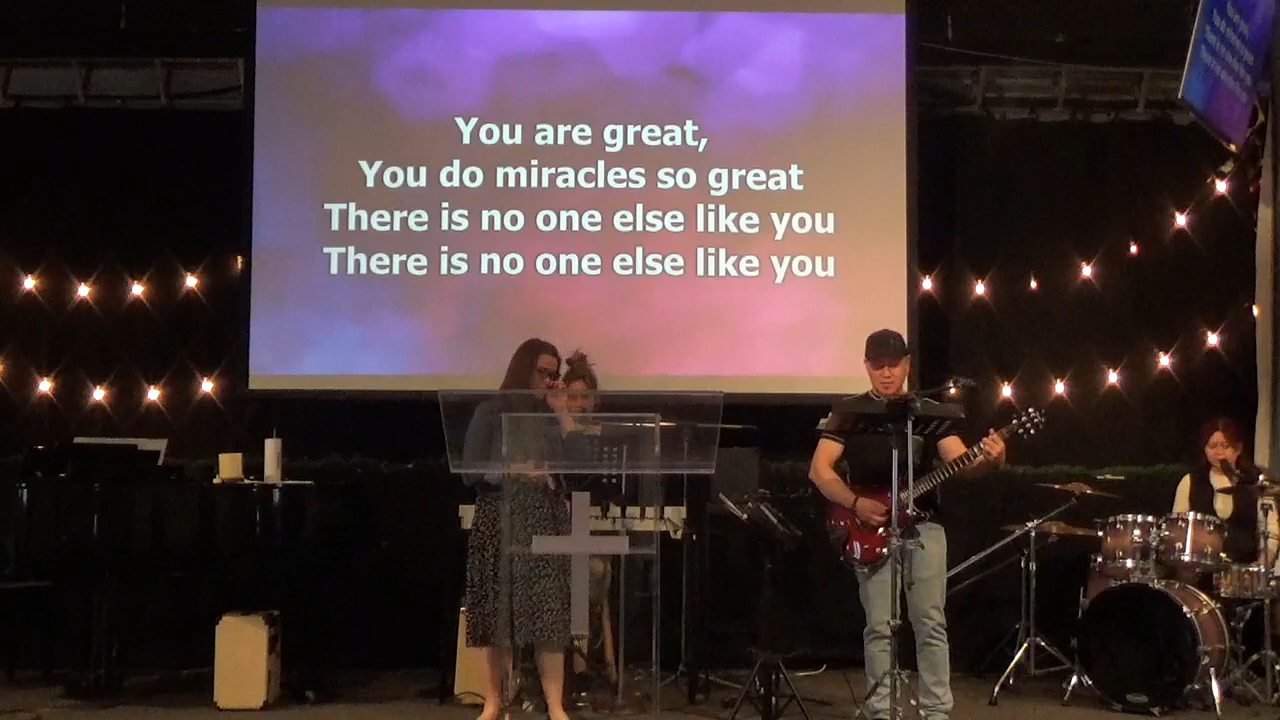 You are great,
You do miracles so great
There is no one else like you
There is no one else like you